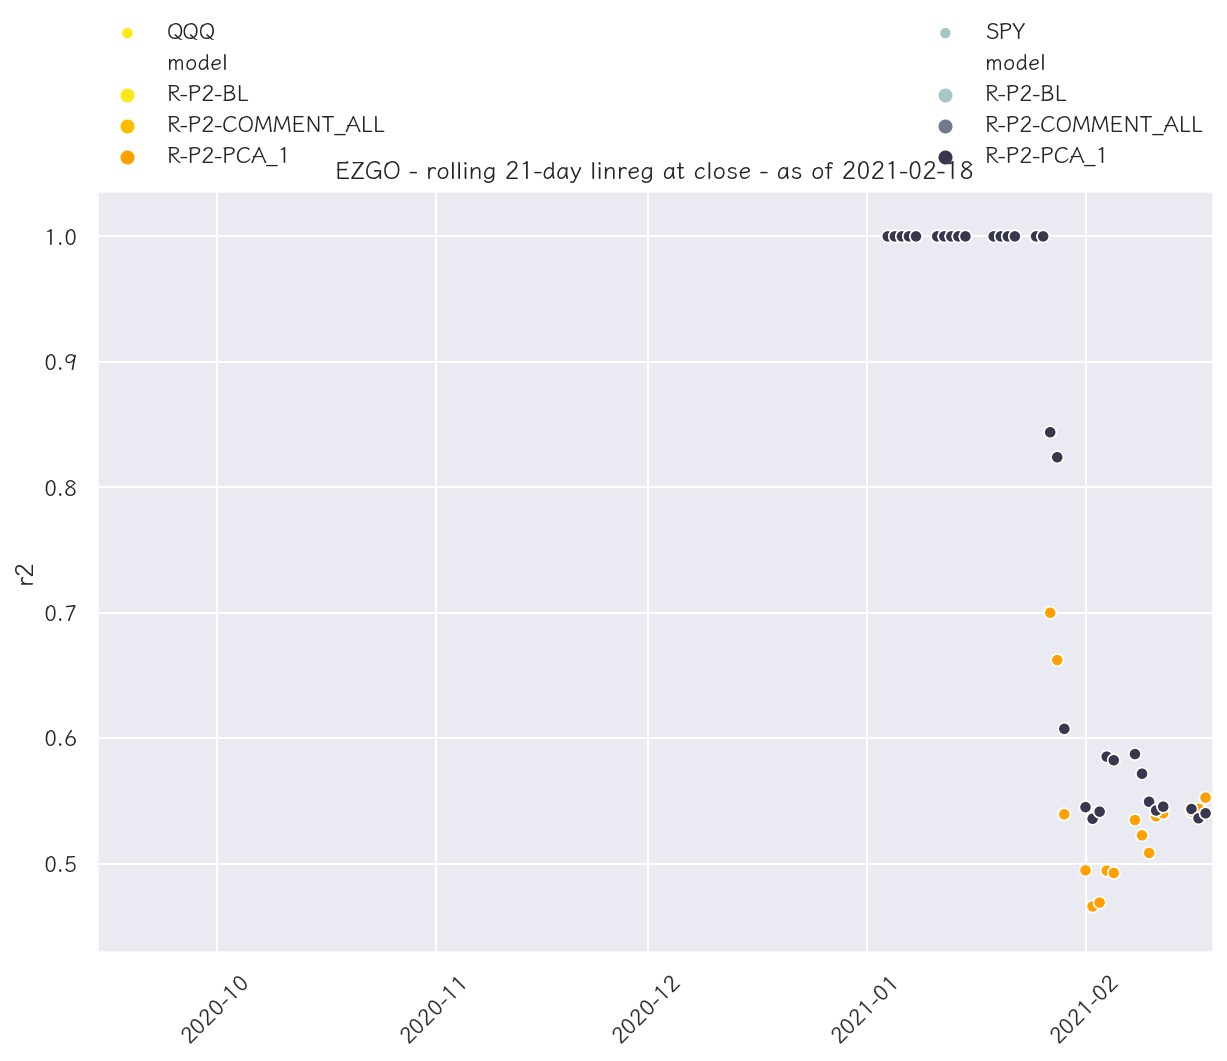 QQQ
model
R-P2-BL
R-P2-COMMENT_ALL
R-P2-PCA_1
SPY
model
R-P2-BL
R-P2-COMMENT_ALL
R-P2-PCA_1
EZGO - rolling 21-day linreg at close - as of 2021-02-18
1.0
0.9
0.8
0.7
0.6
0.5
r2
2020-10
2020-11
2020-12
2021-01
2021-02